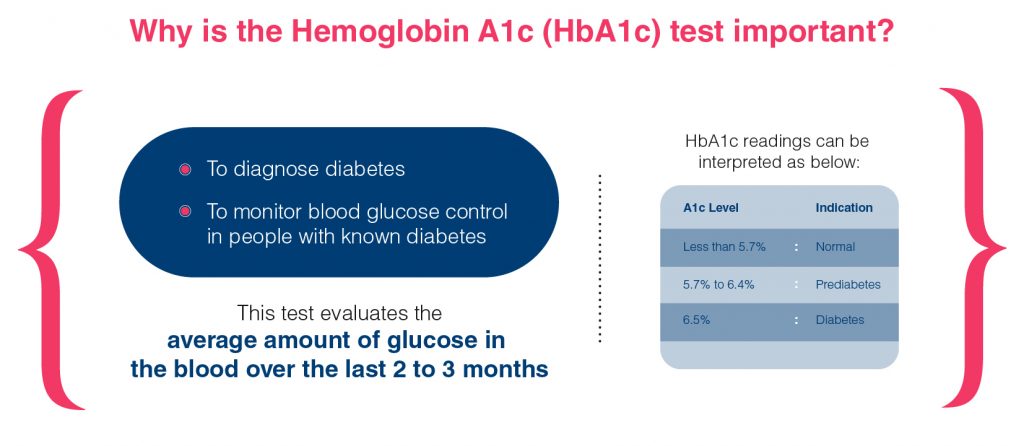 Why is the Hemoglobin A1c (HbA1c) test important?
To diagnose diabetes
To monitor blood glucose control
in people with known diabetes
This test evaluates the
average amount of glucose in
the blood over the last 2 to 3 months
HbA1c readings can be
interpreted as below:
A1c Level Indication
Less than 5.7% : Normal
5.7% to 6.4% : Prediabetes
6.5% : Diabetes